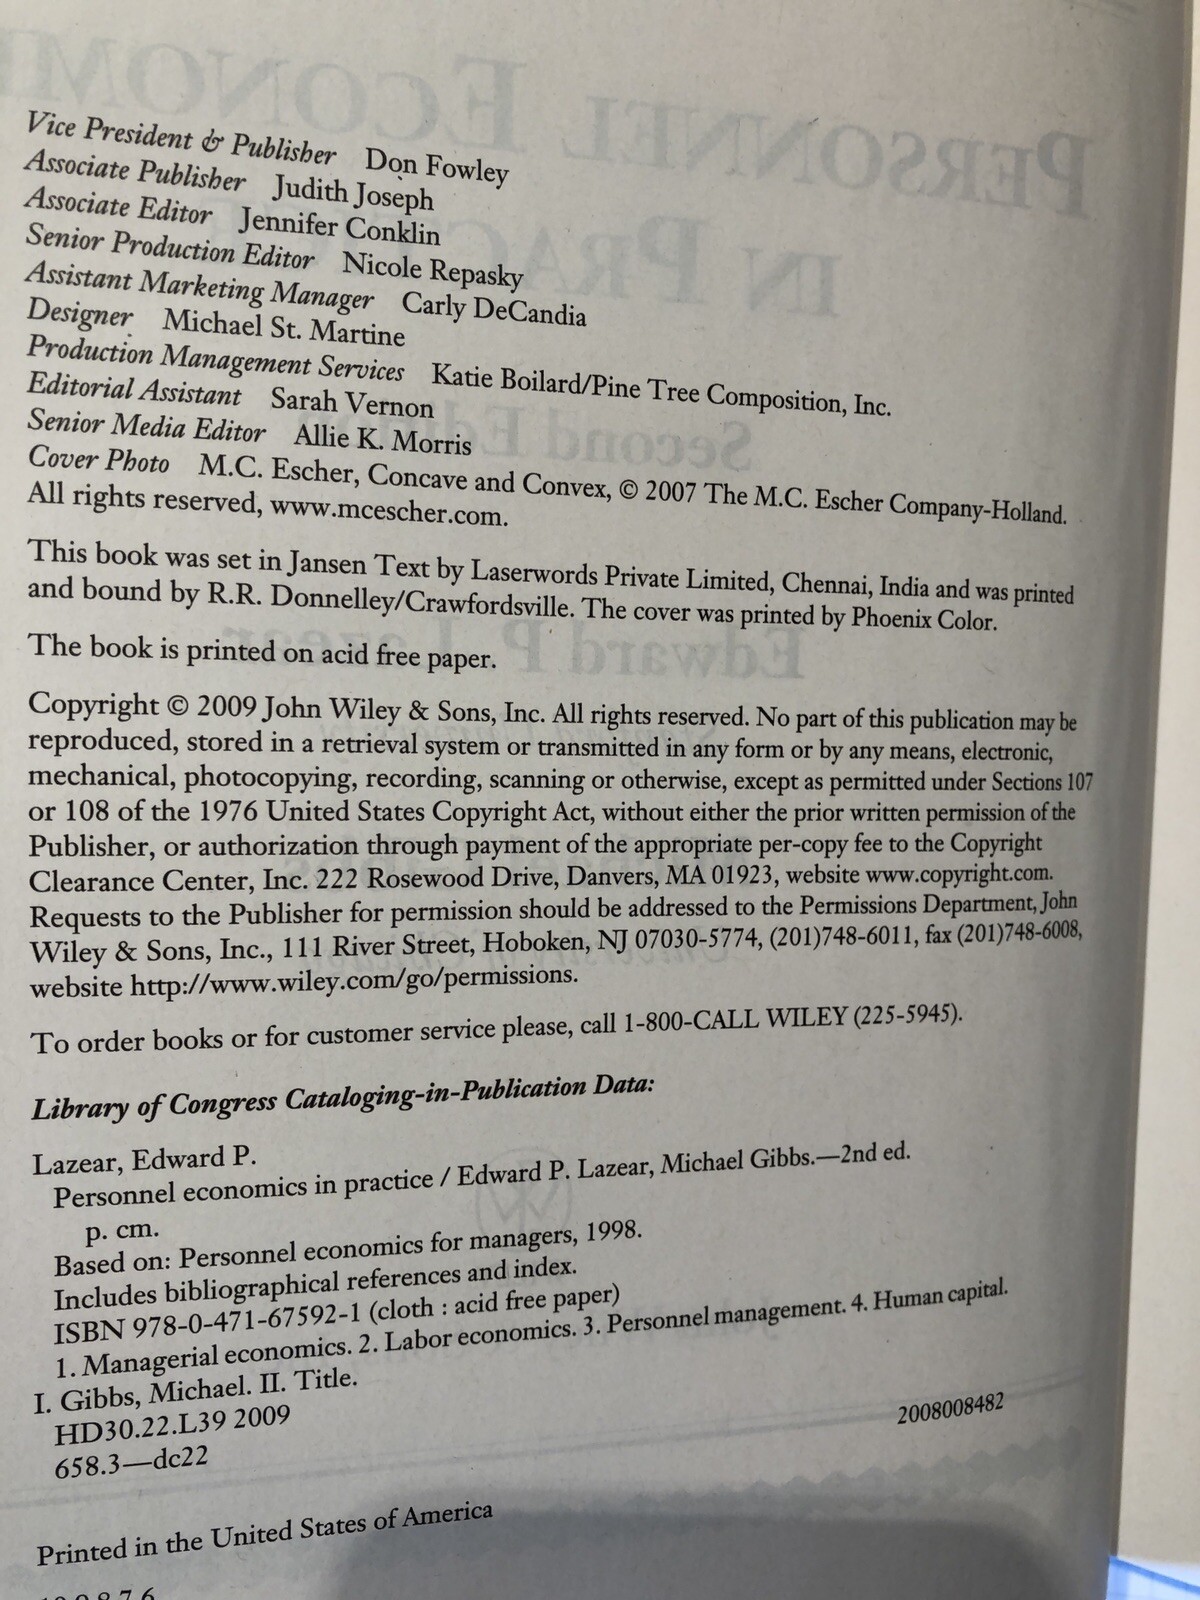 Vice President & Publisher Don Fowley
Associate Publisher Judith Joseph
Associate Editor Jennifer Conklin
Senior Production Editor Nicole Repasky
Assistant Marketing Manager Carly DeCandia
Designer Michael St. Martine
Production Management Services Katie Boilard/Pine Tree Composition, Inc.
Editorial Assistant Sarah Vernon
Senior Media Editor Allie K. Morris
Cover Photo M.C. Escher, Concave and Convex, © 2007 The M.C. Escher Company-Holland.
All rights reserved, www.mcescher.com.
This book was set in Jansen Text by Laserwords Private Limited, Chennai, India and was printed
and bound by R.R. Donnelley/Crawfordsville. The cover was printed by Phoenix Color.
The book is printed on acid free paper.
Copyright © 2009 John Wiley & Sons, Inc. All rights reserved. No part of this publication may be
reproduced, stored in a retrieval system or transmitted in any form or by any means, electronic,
mechanical, photocopying, recording, scanning or otherwise, except as permitted under Sections 107
or 108 of the 1976 United States Copyright Act, without either the prior written permission of the
Publisher, or authorization through payment of the appropriate per-copy fee to the Copyright
Clearance Center, Inc. 222 Rosewood Drive, Danvers, MA 01923, website www.copyright.com.
Requests to the Publisher for permission should be addressed to the Permissions Department, John
Wiley & Sons, Inc., 111 River Street, Hoboken, NJ 07030-5774, (201)748-6011, fax (201)748-6008,
website http://www.wiley.com/go/permissions.
To order books or for customer service please, call 1-800-CALL WILEY (225-5945).
Library of Congress Cataloging-in-Publication Data:
Lazear, Edward P.
Personnel economics in practice / Edward P. Lazear, Michael Gibbs.—2nd ed.
p. cm.
Based on: Personnel economics for managers, 1998.
Includes bibliographical references and index.
ISBN 978-0-471-67592-1 (cloth : acid free paper)
1. Managerial economics. 2. Labor economics. 3. Personnel management. 4. Human capital.
I. Gibbs, Michael. II. Title.
HD30.22.L39 2009
658.3—dc22
2008008482
Printed in the United States of America